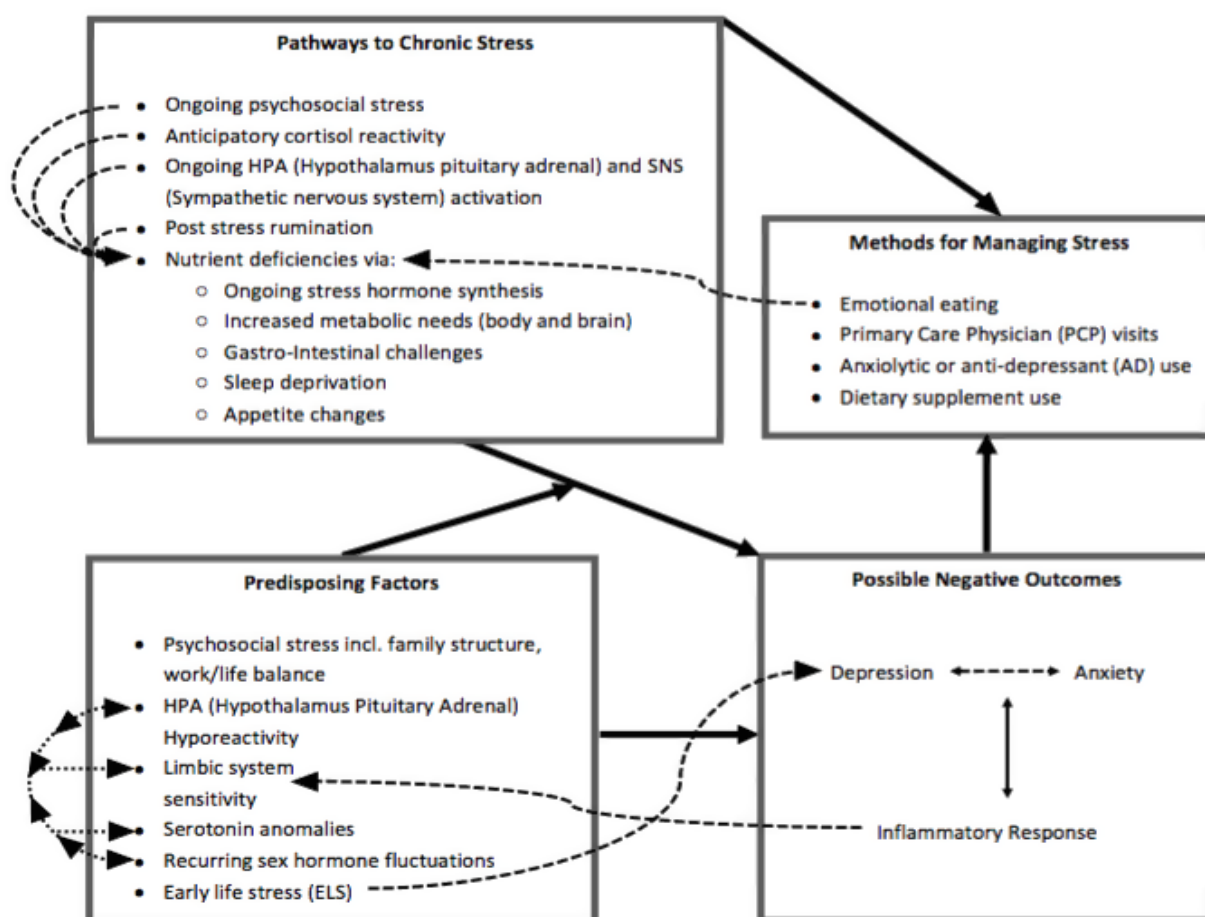 Pathways to Chronic Stress
• Ongoing psychosocial stress
• Anticipatory cortisol reactivity
• Ongoing HPA (Hypothalamus pituitary adrenal) and SNS
(Sympathetic nervous system) activation
• Post stress rumination
• Nutrient deficiencies via:
○ Ongoing stress hormone synthesis
○ Increased metabolic needs (body and brain)
○ Gastro-Intestinal challenges
○ Sleep deprivation
○ Appetite changes
Methods for Managing Stress
• Emotional eating
• Primary Care Physician (PCP) visits
• Anxiolytic or anti-depressant (AD) use
• Dietary supplement use
Predisposing Factors
• Psychosocial stress incl. family structure,
work/life balance
• HPA (Hypothalamus Pituitary Adrenal)
Hyporeactivity
• Limbic system
sensitivity
• Serotonin anomalies
• Recurring sex hormone fluctuations
• Early life stress (ELS)
Possible Negative Outcomes
Depression
Anxiety
Inflammatory Response